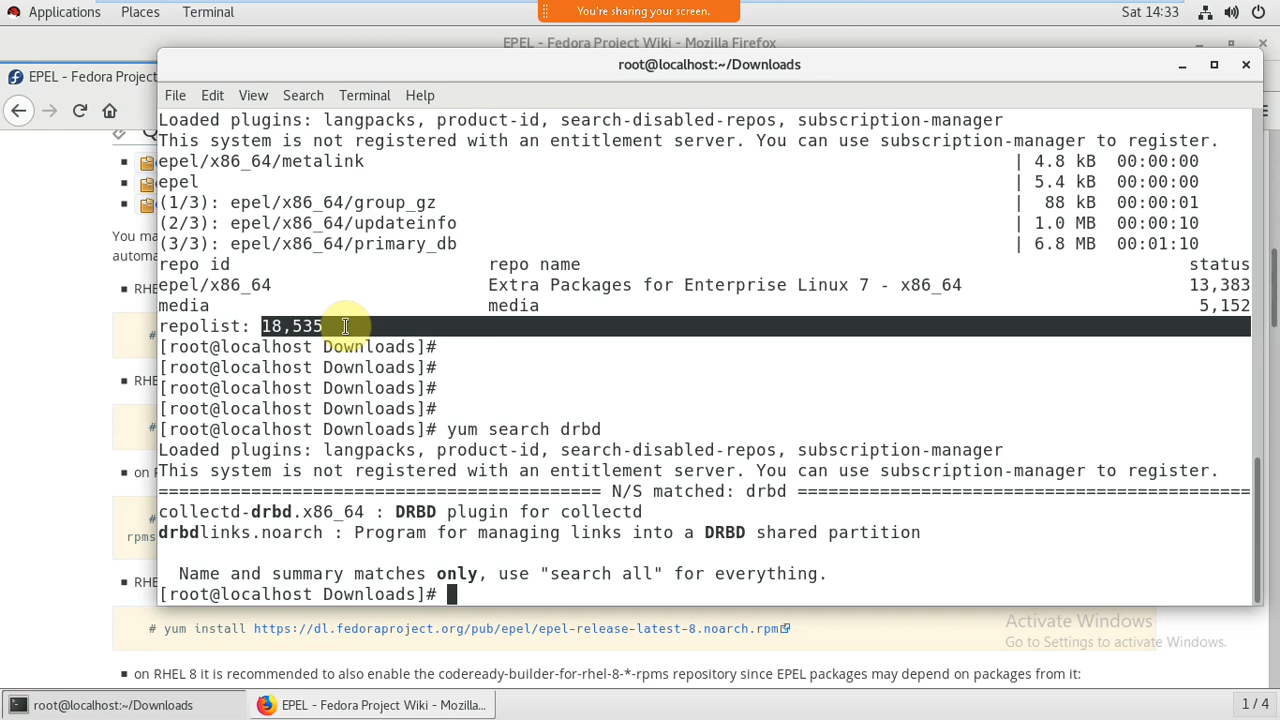 Applications Places Terminal
You're sharing your screen.
Sat 14:33
EPEL - Fedora Project Wiki - Mozilla Firefox
EPEL - Fedora Project
root@localhost:~/Downloads
File Edit View Search Terminal Help
Loaded plugins: langpacks, product-id, search-disabled-repos, subscription-manager
This system is not registered with an entitlement server. You can use subscription-manager to register.
epel/x86_64/metalink | 4.8 kB 00:00:00
epel | 5.4 kB 00:00:00
(1/3): epel/x86_64/group_gz | 88 kB 00:00:01
(2/3): epel/x86_64/updateinfo | 1.0 MB 00:00:10
(3/3): epel/x86_64/primary_db | 6.8 MB 00:01:10
repo id repo name status
epel/x86_64 Extra Packages for Enterprise Linux 7 - x86_64 13,383
media media 5,152
repolist: 18,535
[root@localhost Downloads]#
[root@localhost Downloads]#
[root@localhost Downloads]#
[root@localhost Downloads]#
[root@localhost Downloads]# yum search drbd
Loaded plugins: langpacks, product-id, search-disabled-repos, subscription-manager
This system is not registered with an entitlement server. You can use subscription-manager to register.
=========================================== N/S matched: drbd ============================================
collectd-drbd.x86_64 : DRBD plugin for collectd
drbdlinks.noarch : Program for managing links into a DRBD shared partition
Name and summary matches only, use "search all" for everything.
[root@localhost Downloads]#
You ma
automa
RHE
#
RHE
#
on F
#
rpms
RHE
# yum install https://dl.fedoraproject.org/pub/epel/epel-release-latest-8.noarch.rpm
on RHEL 8 it is recommended to also enable the codeready-builder-for-rhel-8-*-rpms repository since EPEL packages may depend on packages from it:
Activate Windows
Go to Settings to activate Windows.
root@localhost:~/Downloads
EPEL - Fedora Project Wiki - Mozilla...
1 / 4